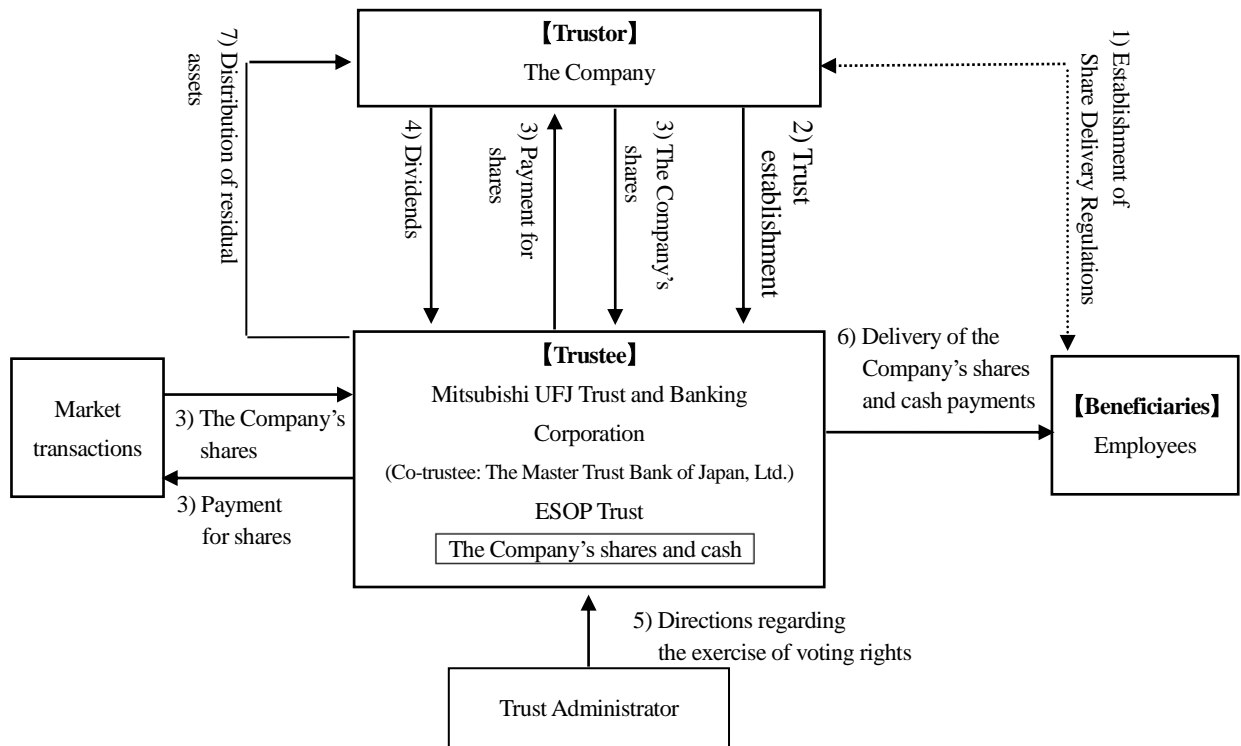 【Trustor】
The Company
7) Distribution of residual
assets
4) Dividends
3) Payment for
shares
3) The Company's
shares
2) Trust
establishment
1) Establishment of
Share Delivery Regulations
【Trustee】
Mitsubishi UFJ Trust and Banking
Corporation
(Co-trustee: The Master Trust Bank of Japan, Ltd.)
ESOP Trust
The Company's shares and cash
Market
transactions
3) The Company's
shares
3) Payment
for shares
6) Delivery of the
Company's shares
and cash payments
【Beneficiaries】
Employees
5) Directions regarding
the exercise of voting rights
Trust Administrator